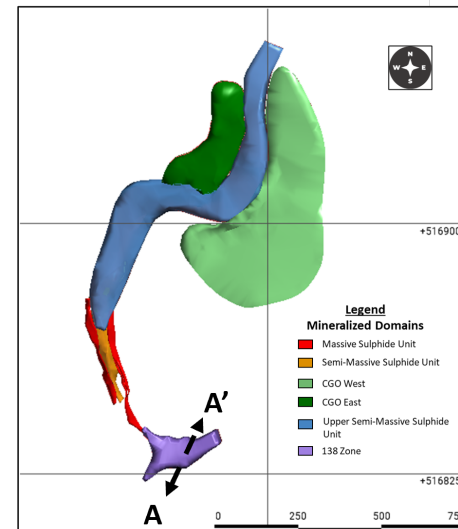 N
W E
S
+516900
Legend
Mineralized Domains
Massive Sulphide Unit
Semi-Massive Sulphide Unit
CGO West
CGO East
Upper Semi-Massive Sulphide
Unit
138 Zone
A'
A
+516825
0 250 500 75